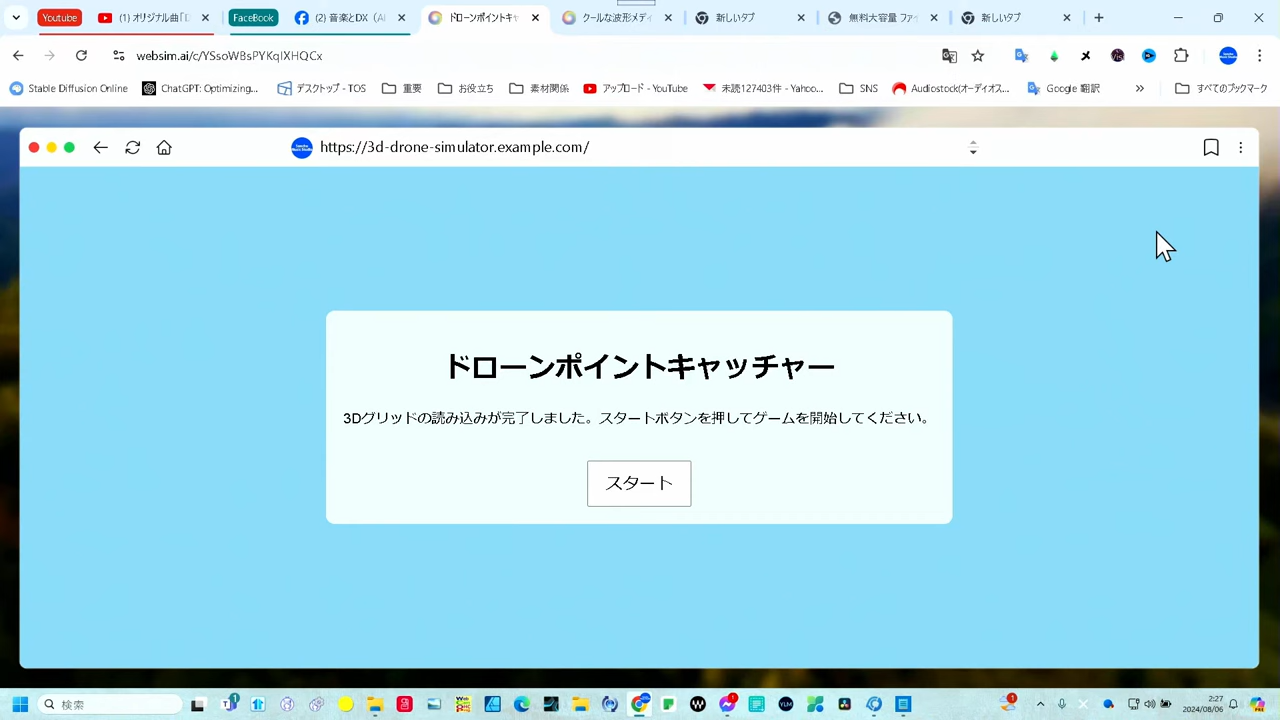 Youtube
(1) オリジナル曲「
FaceBook
(2) 音楽とDX（AI
ドローンポイントキャ
クールな波形メディ
新しいタブ
無料大容量 ファイ
新しいタブ
websim.ai/c/YSsoWBsPYKqIXHQCx
Stable Diffusion Online
ChatGPT: Optimizing...
デスクトップ - TOS
重要
お役立ち
素材関係
アップロード - YouTube
未読127403件 - Yahoo...
SNS
Audiostock(オーディオス...
Google 翻訳
»
すべてのブックマーク
https://3d-drone-simulator.example.com/
ドローンポイントキャッチャー
3Dグリッドの読み込みが完了しました。スタートボタンを押してゲームを開始してください。
スタート
検索
2:27
2024/08/06